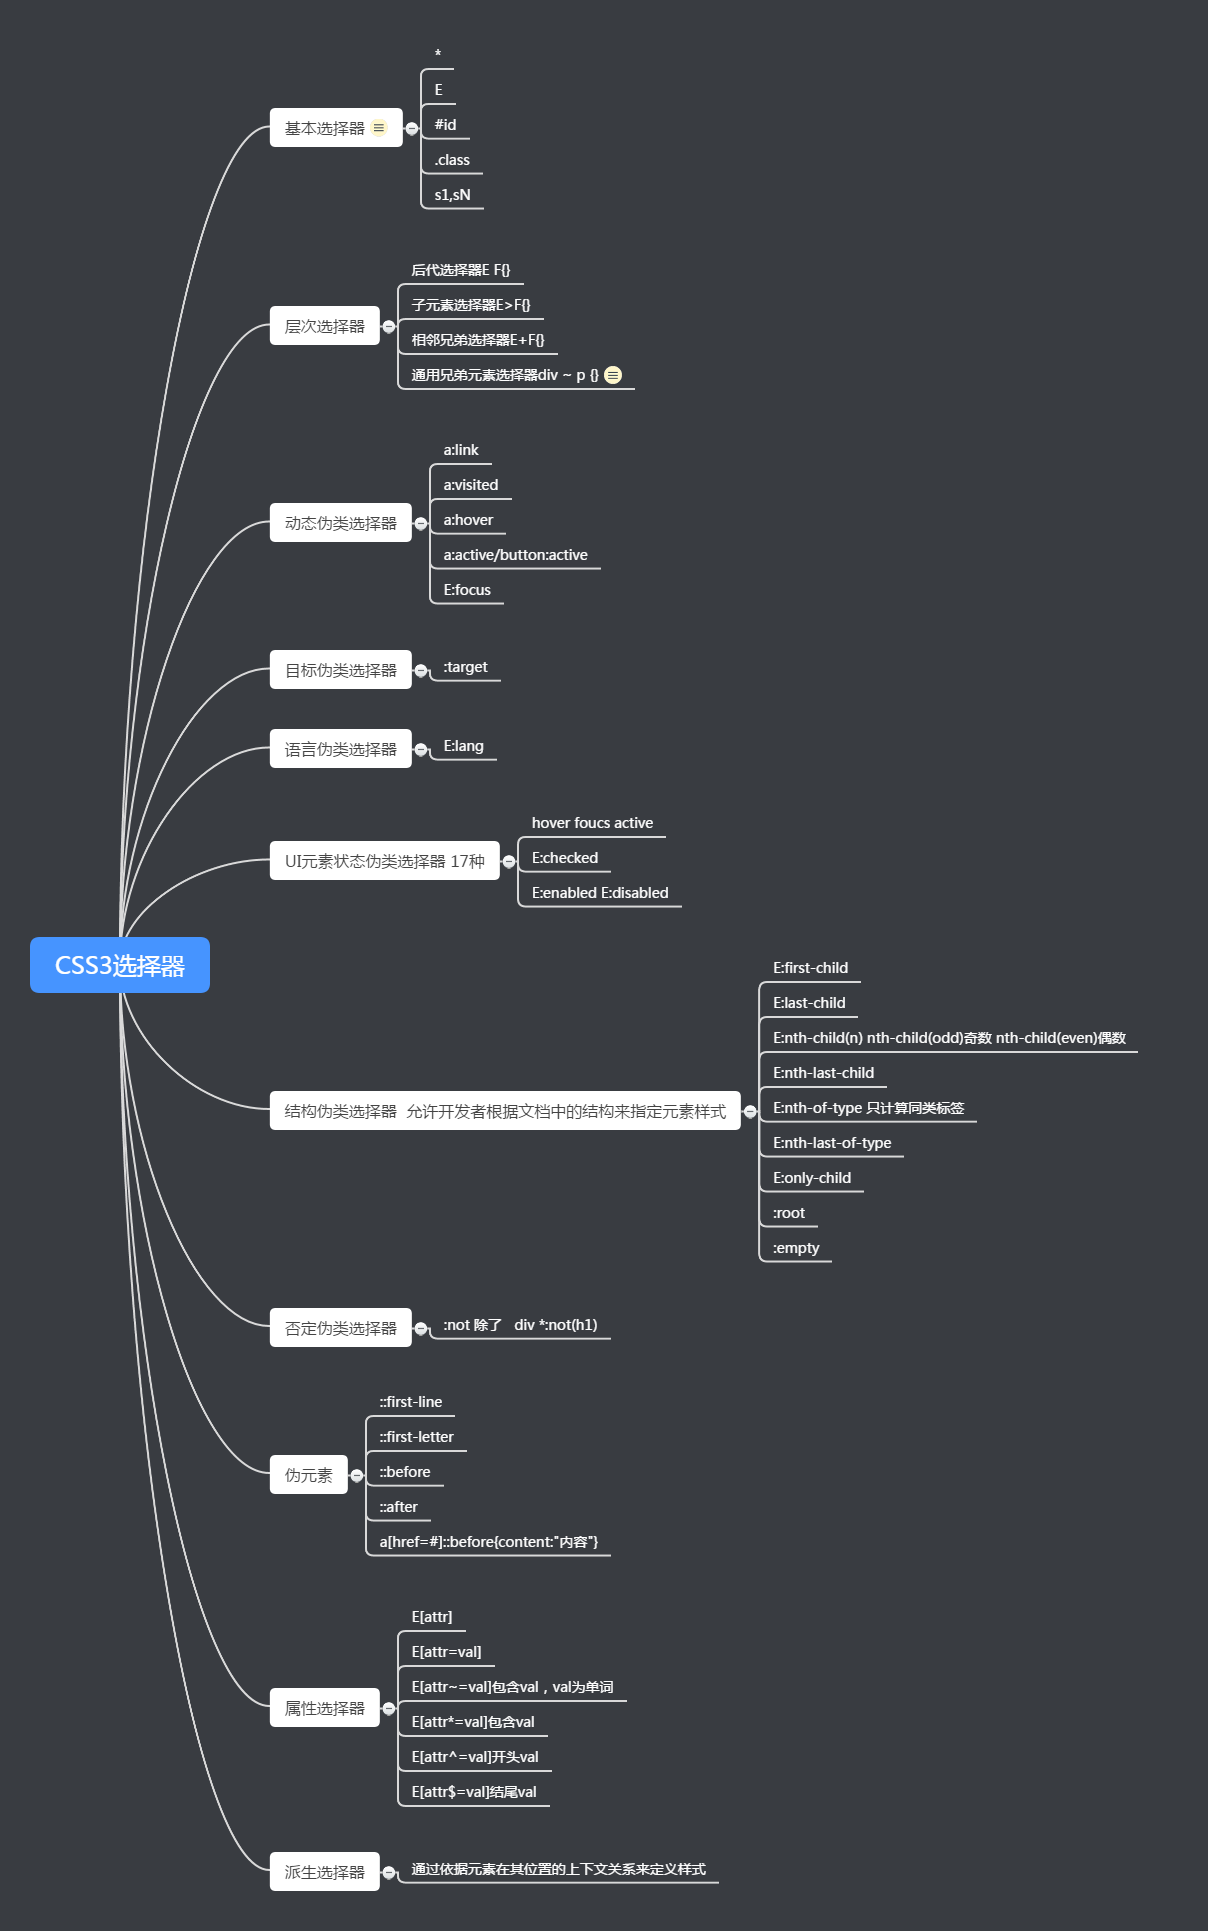 CSS3选择器
基本选择器
*
E
#id
.class
s1,sN
层次选择器
后代选择器E F{}
子元素选择器E>F{}
相邻兄弟选择器E+F{}
通用兄弟元素选择器div ~ p {}
动态伪类选择器
a:link
a:visited
a:hover
a:active/button:active
E:focus
目标伪类选择器
:target
语言伪类选择器
E:lang
UI元素状态伪类选择器 17种
hover foucs active
E:checked
E:enabled E:disabled
结构伪类选择器 允许开发者根据文档中的结构来指定元素样式
E:first-child
E:last-child
E:nth-child(n) nth-child(odd)奇数 nth-child(even)偶数
E:nth-last-child
E:nth-of-type 只计算同类标签
E:nth-last-of-type
E:only-child
:root
:empty
否定伪类选择器
:not 除了 div *:not(h1)
伪元素
::first-line
::first-letter
::before
::after
a[href=#]::before{content:"内容"}
属性选择器
E[attr]
E[attr=val]
E[attr~=val]包含val，val为单词
E[attr*=val]包含val
E[attr^=val]开头val
E[attr$=val]结尾val
派生选择器
通过依据元素在其位置的上下文关系来定义样式